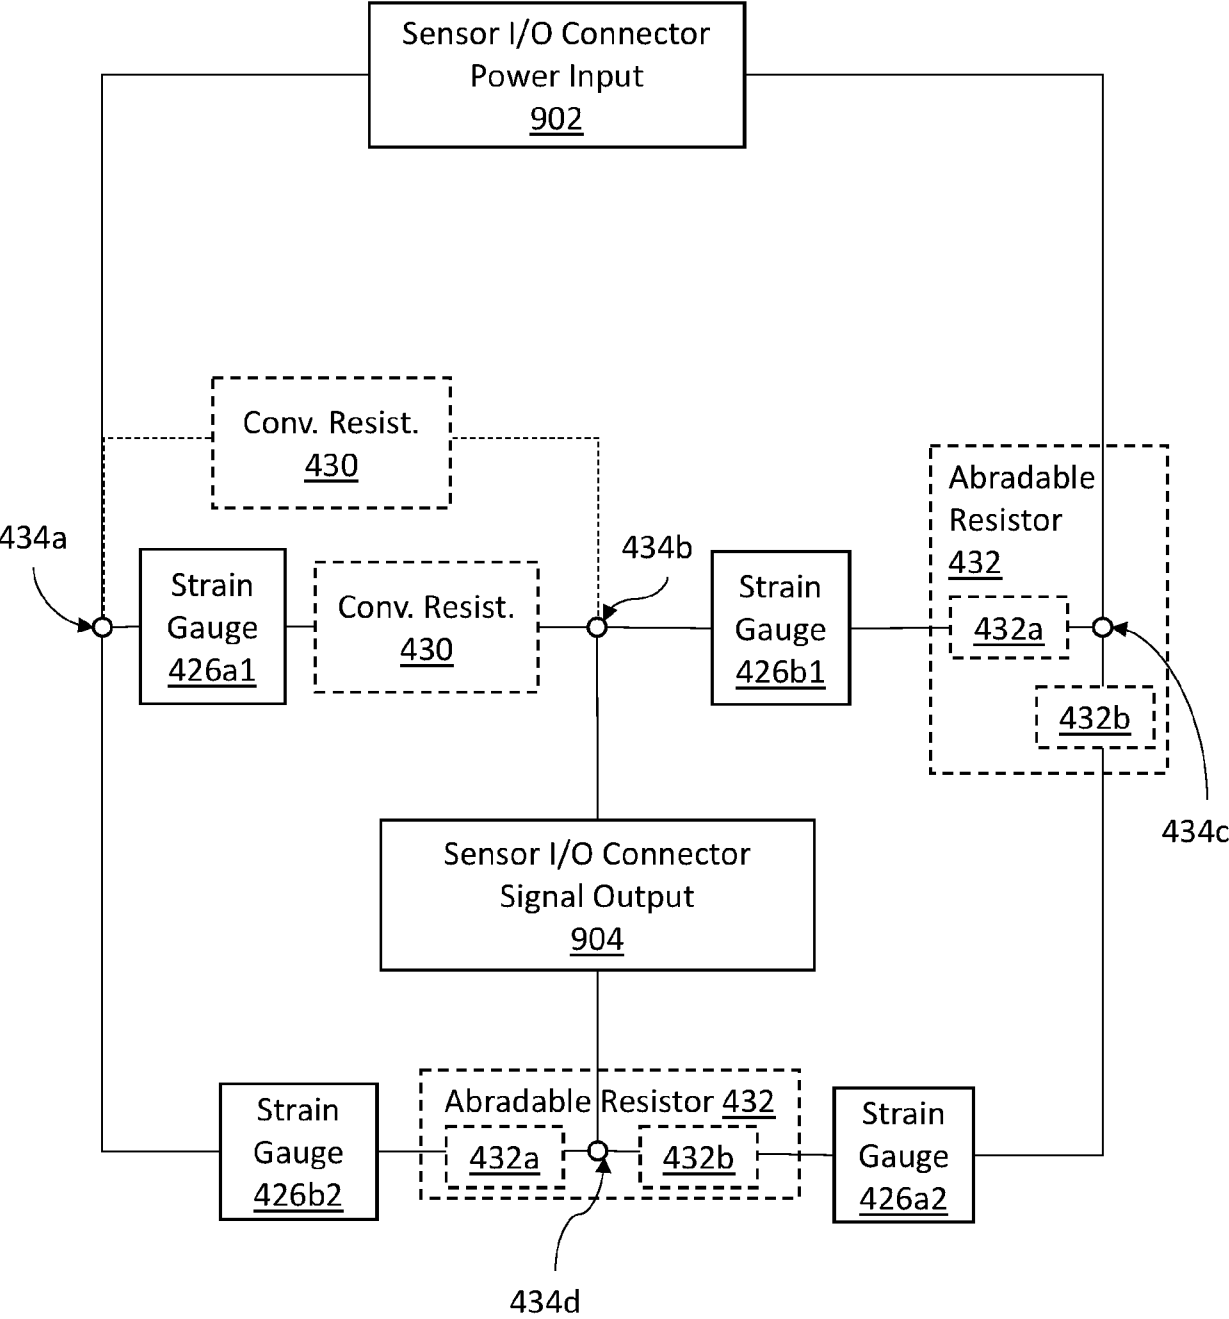 Sensor I/O Connector
Power Input
902
Conv. Resist.
430
Abradable
Resistor
432
434a
434b
Strain
Gauge
426a1
Conv. Resist.
430
Strain
Gauge
426b1
432a
432b
434c
Sensor I/O Connector
Signal Output
904
Strain
Gauge
426b2
Abradable Resistor 432
432a
432b
Strain
Gauge
426a2
434d